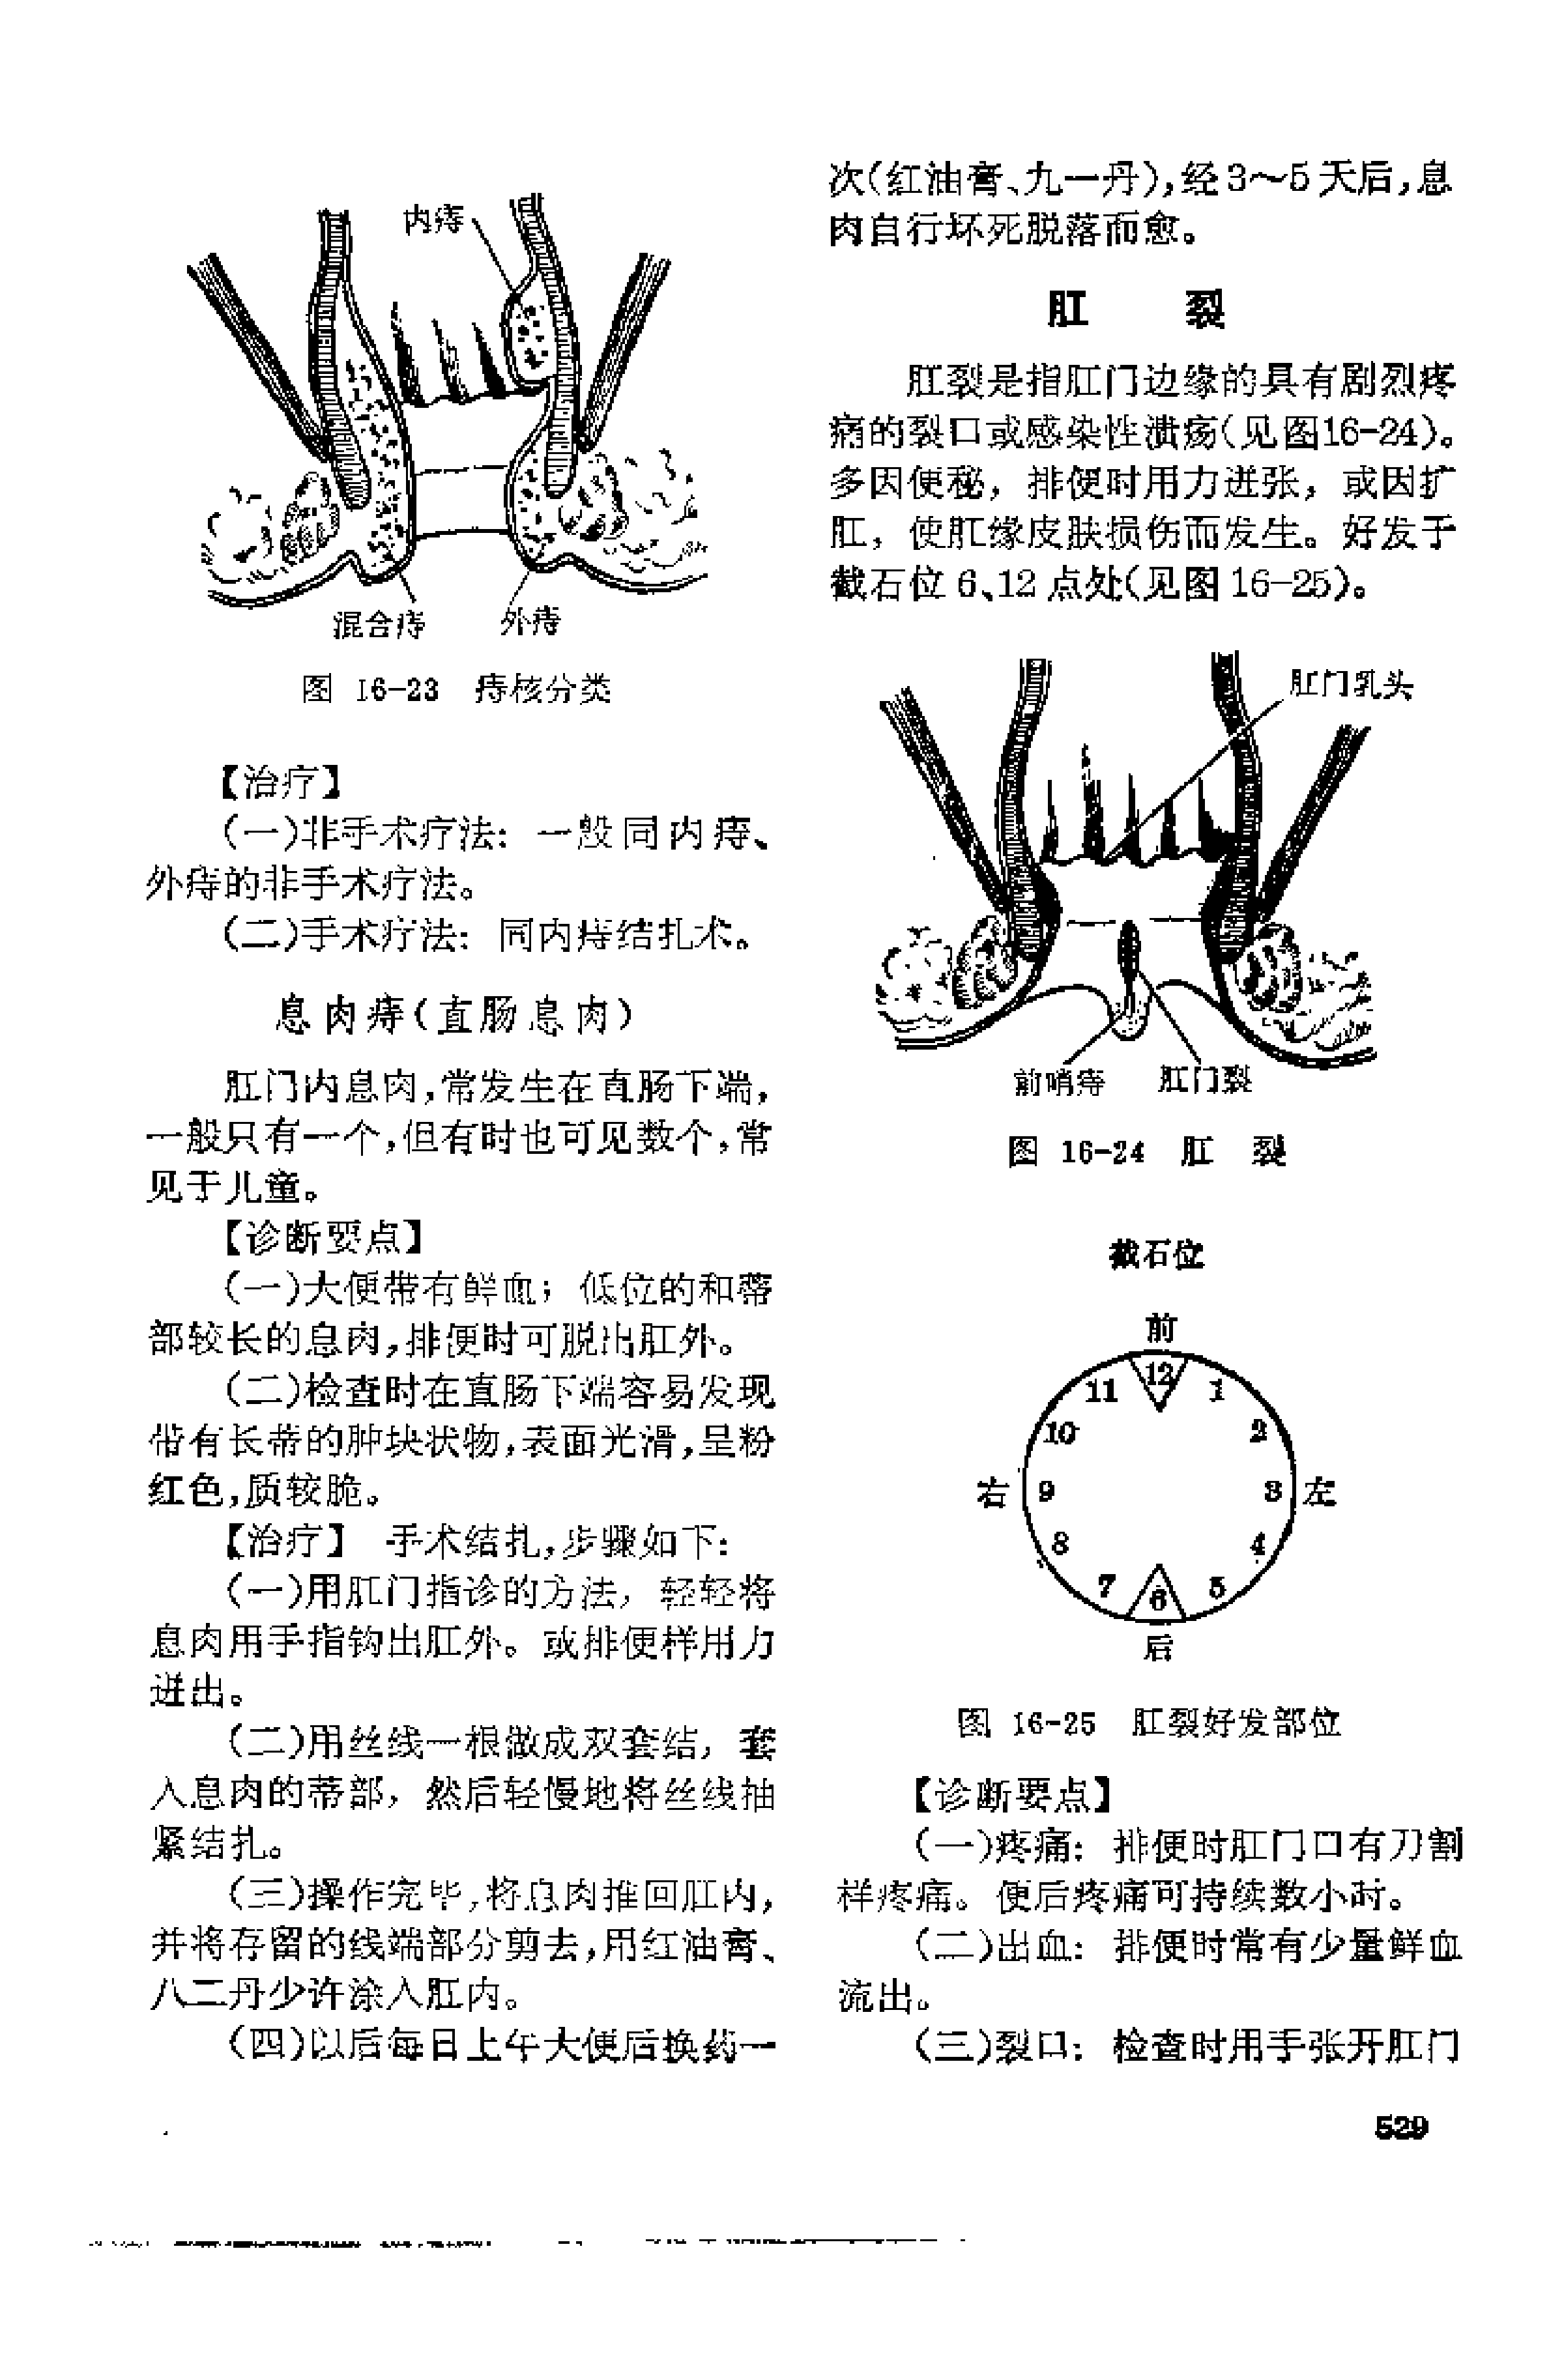 内痔
混合痔
外痔
图 16-23 痔核分类
【治疗】
(一)非手术疗法：一般同内痔、
外痔的非手术疗法。
(二)手术疗法：同内痔结扎术。
息肉痔(直肠息肉)
肛门内息肉,常发生在直肠下端,
一般只有一个,但有时也可见数个,常
见于儿童。
【诊断要点】
(一)大便带有鲜血；低位的和蒂
部较长的息肉,排便时可脱出肛外。
(二)检查时在直肠下端容易发现
带有长蒂的肿块状物,表面光滑,呈粉
红色,质较脆。
【治疗】 手术结扎,步骤如下：
(一)用肛门指诊的方法，轻轻将
息肉用手指钩出肛外。或排便样用力
迸出。
(二)用丝线一根做成双套结，套
入息肉的蒂部，然后轻慢地将丝线抽
紧结扎。
(三)操作完毕,将息肉推回肛内,
并将存留的线端部分剪去,用红油膏、
八二丹少许涂入肛内。
(四)以后每日上午大便后换药一
次(红油膏、九一丹),经3～5天后,息
肉自行坏死脱落而愈。
肛 裂
肛裂是指肛门边缘的具有剧烈疼
痛的裂口或感染性溃疡(见图16-24)。
多因便秘，排便时用力迸张，或因扩
肛，使肛缘皮肤损伤而发生。好发于
截石位 6、12 点处(见图 16-25)。
肛门乳头
前哨痔
肛门裂
图 16-24 肛 裂
截石位
前
12
11
1
10
2
右
9
3
左
8
4
7
6
5
后
图 16-25 肛裂好发部位
【诊断要点】
(一)疼痛：排便时肛门口有刀割
样疼痛。便后疼痛可持续数小时。
(二)出血：排便时常有少量鲜血
流出。
(三)裂口：检查时用手张开肛门
529